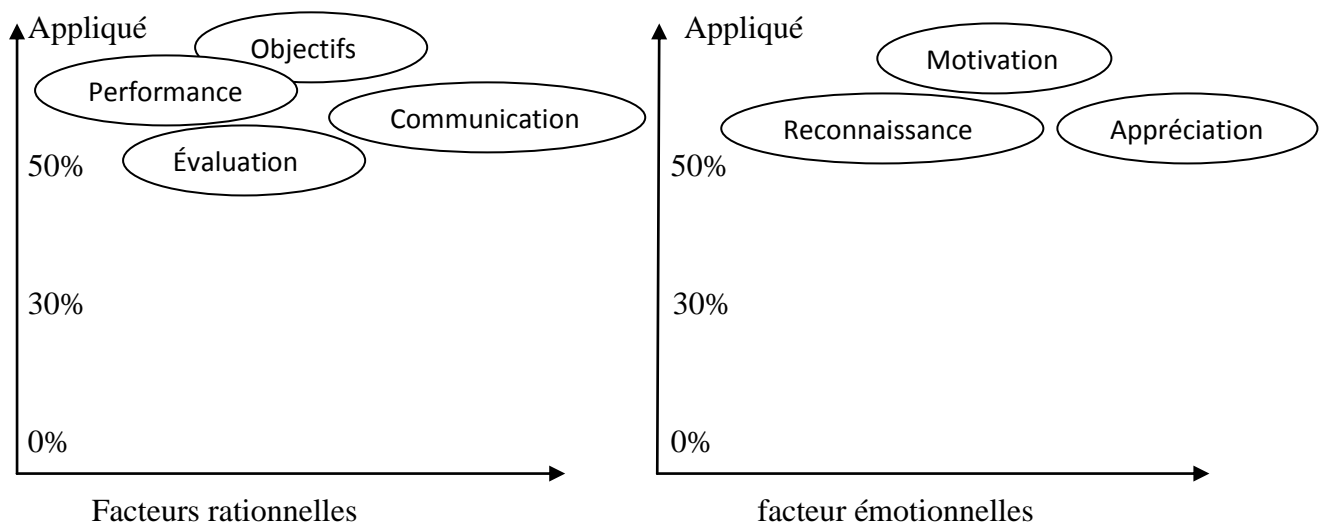 Appliqué
Objectifs
Performance
Communication
Évaluation
50%
30%
0%
Facteurs rationnelles
Appliqué
Motivation
Reconnaissance
Appréciation
50%
30%
0%
facteur émotionnelles